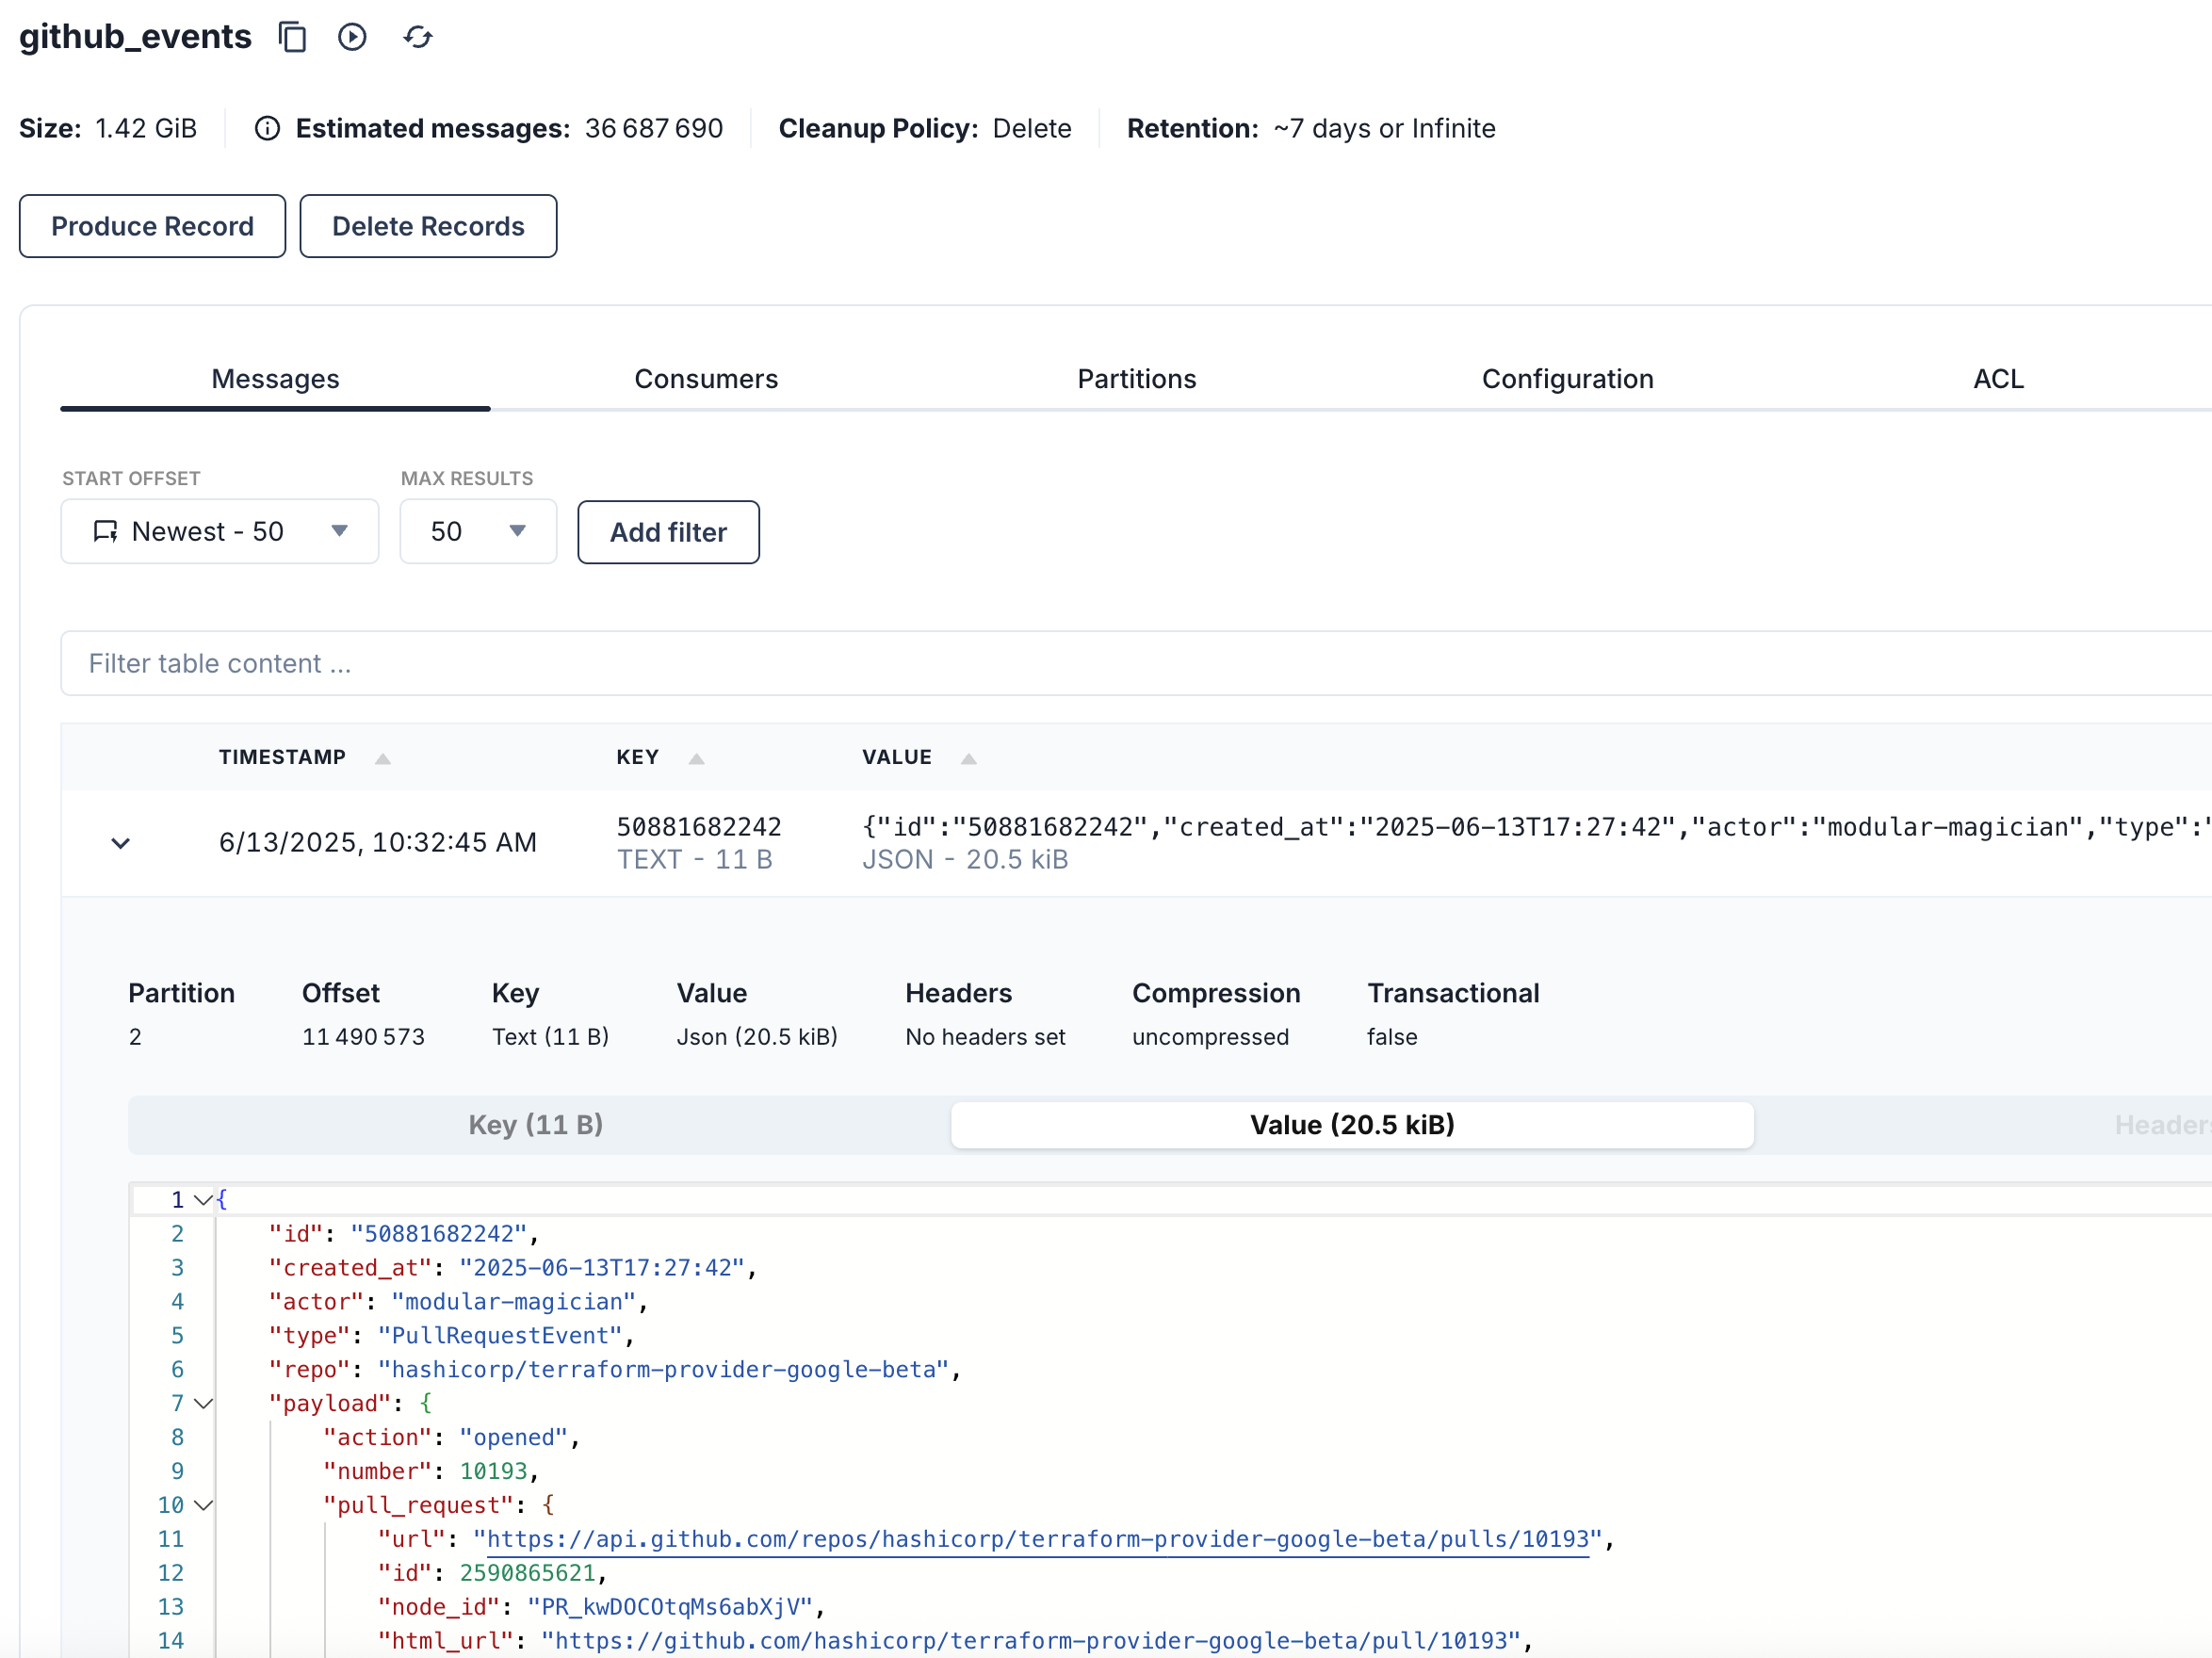 github_events
Size: 1.42 GiB Estimated messages: 36 687 690 Cleanup Policy: Delete Retention: ~7 days or Infinite
Produce Record Delete Records
Messages Consumers Partitions Configuration ACL
START OFFSET MAX RESULTS
Newest - 50 50 Add filter
Filter table content ...
TIMESTAMP KEY VALUE
6/13/2025, 10:32:45 AM 50881682242 {"id":"50881682242","created_at":"2025-06-13T17:27:42","actor":"modular-magician","type":"
TEXT - 11 B JSON - 20.5 kiB
Partition Offset Key Value Headers Compression Transactional
2 11 490 573 Text (11 B) Json (20.5 kiB) No headers set uncompressed false
Key (11 B) Value (20.5 kiB) Headers
1 {
2 "id": "50881682242",
3 "created_at": "2025-06-13T17:27:42",
4 "actor": "modular-magician",
5 "type": "PullRequestEvent",
6 "repo": "hashicorp/terraform-provider-google-beta",
7 "payload": {
8 "action": "opened",
9 "number": 10193,
10 "pull_request": {
11 "url": "https://api.github.com/repos/hashicorp/terraform-provider-google-beta/pulls/10193",
12 "id": 2590865621,
13 "node_id": "PR_kwDOCOtqMs6abXjV",
14 "html_url": "https://github.com/hashicorp/terraform-provider-google-beta/pull/10193",